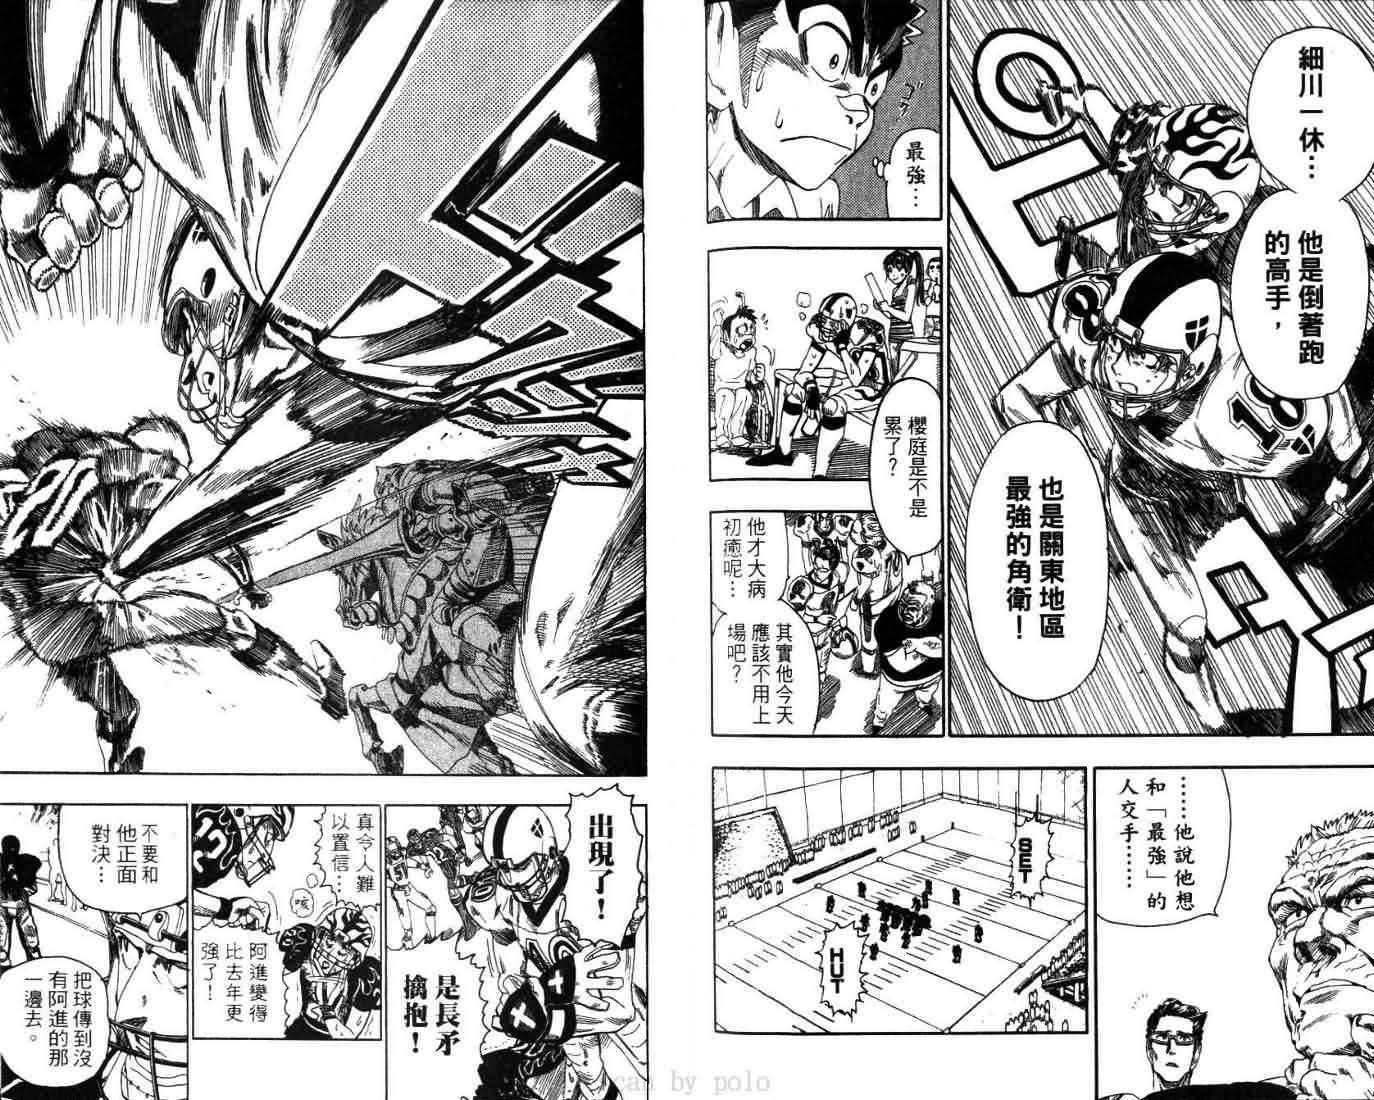 細川一休…
他是倒著跑
的高手，
也是關東地區
最強的角衛！
18
最強…
櫻庭是不是
累了？
他才大病
初癒呢…
其實他今天
應該不用上
場吧？
……他說他想
和「最強」的
人交手……
SET
HUT
出現了！
是長矛
擒抱！
真令人難
以置信…
咳
阿進變得
比去年更
強了！
不要和
他正面
對決…
把球傳到沒
有阿進的那
一邊去。
can by polo